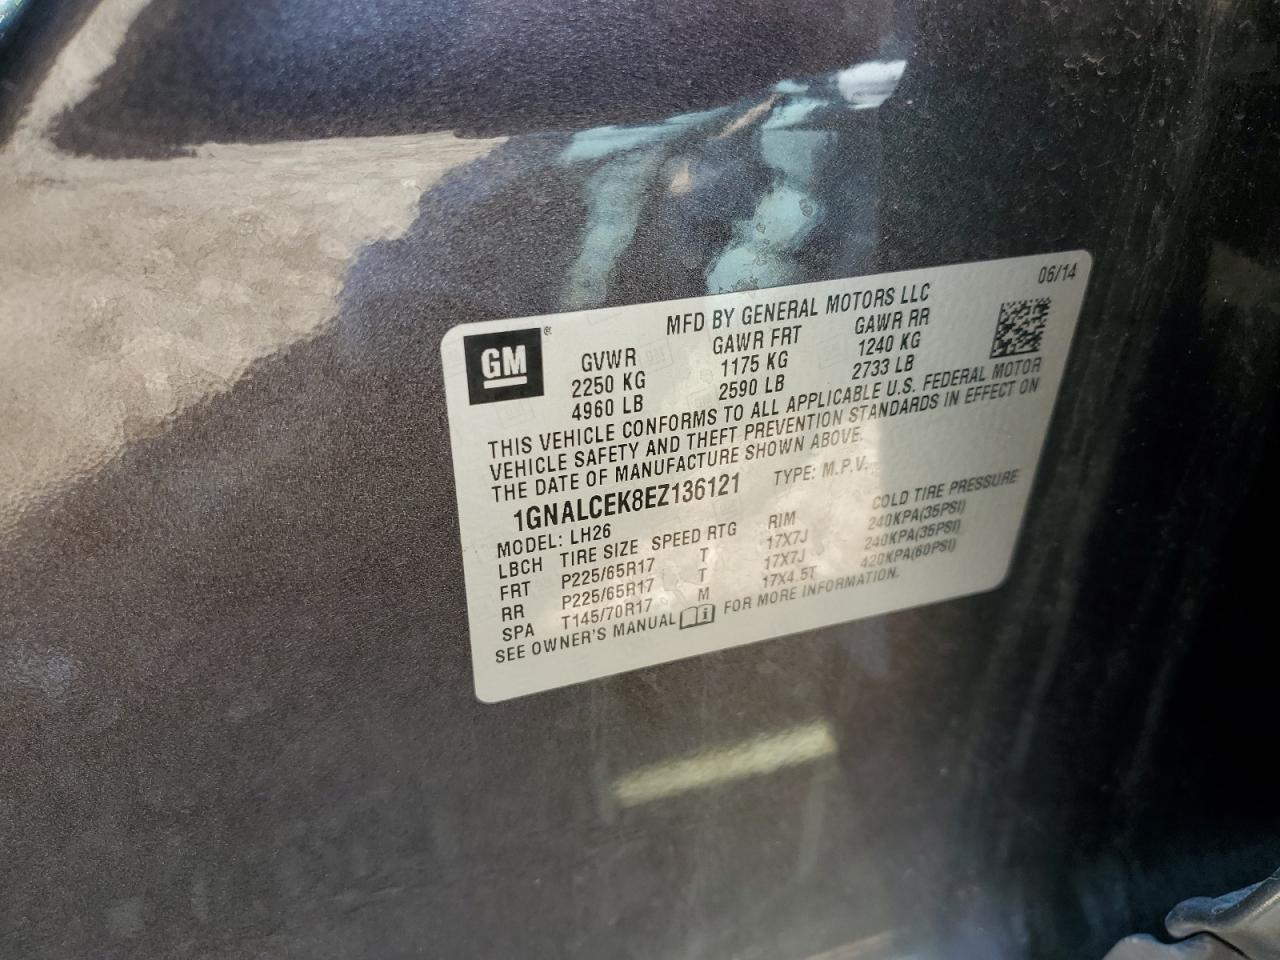 06/14
MFD BY GENERAL MOTORS LLC
GM®
GVWR GAWR FRT GAWR RR
2250 KG 1175 KG 1240 KG
4960 LB 2590 LB 2733 LB
THIS VEHICLE CONFORMS TO ALL APPLICABLE U.S. FEDERAL MOTOR
VEHICLE SAFETY AND THEFT PREVENTION STANDARDS IN EFFECT ON
THE DATE OF MANUFACTURE SHOWN ABOVE.
1GNALCEK8EZ136121 TYPE: M.P.V.
MODEL: LH26
LBCH TIRE SIZE SPEED RTG RIM COLD TIRE PRESSURE
FRT P225/65R17 T 17X7J 240KPA(35PSI)
RR P225/65R17 T 17X7J 240KPA(35PSI)
SPA T145/70R17 M 17X4.5T 420KPA(60PSI)
SEE OWNER'S MANUAL FOR MORE INFORMATION.